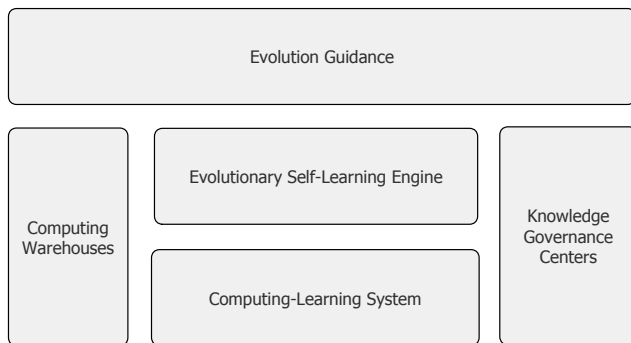 Evolution Guidance
Computing
Warehouses
Evolutionary Self-Learning Engine
Computing-Learning System
Knowledge
Governance
Centers